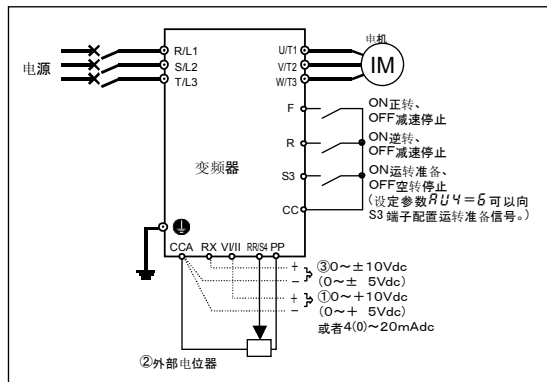 电源
R/L1
S/L2
T/L3
U/T1
V/T2
W/T3
电机
IM
变频器
F
R
S3
CC
ON正转、
OFF减速停止
ON逆转、
OFF减速停止
ON运转准备、
OFF空转停止
(设定参数AU4=6可以向
S3端子配置运转准备信号。)
CCA RX VI/II RR/S4 PP
+ ③0～±10Vdc
− (0～± 5Vdc)
+ ①0～+10Vdc
− (0～+ 5Vdc)
或者4(0)～20mAdc
②外部电位器